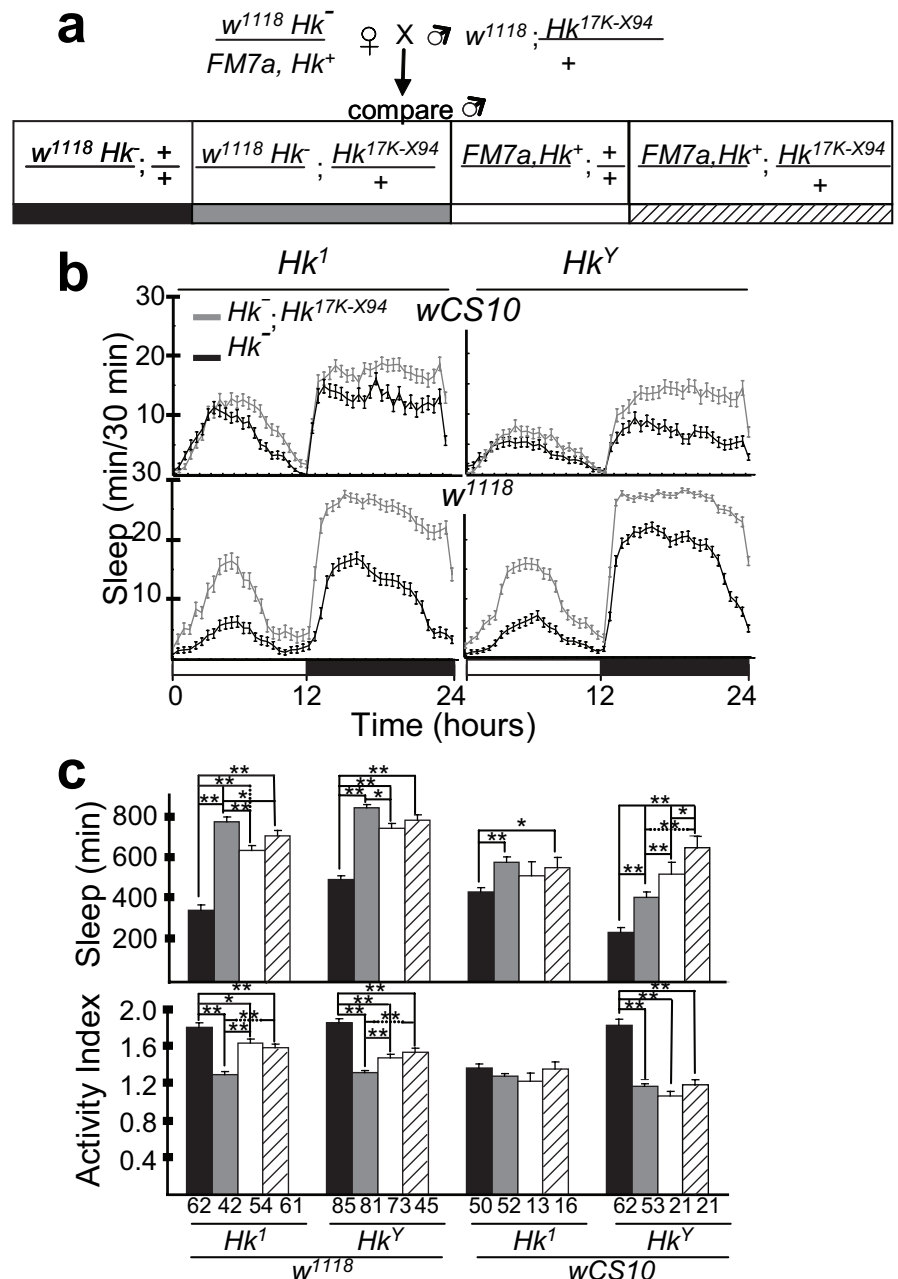 a
w1118 Hk- ♀ X ♂ w1118 ; Hk17K-X94
FM7a, Hk+ +
compare ♂
w1118 Hk- ; + w1118 Hk- ; Hk17K-X94 FM7a,Hk+ ; + FM7a,Hk+ ; Hk17K-X94
+ + + +
b
Hk1 HkY
Sleep (min/30 min)
30
Hk-;Hk17K-X94 wCS10
Hk-
20
10
30
w1118
20
10
0 12 24 12 24
Time (hours)
c
Sleep (min)
** ** ** * **
** ** ** *
** *
** * ** ** **
800
600
400
200
Activity Index
** * ** ** **
** ** ** ** **
** ** **
2.0
1.6
1.2
0.8
0.4
62 42 54 61 85 81 73 45 50 52 13 16 62 53 21 21
Hk1 HkY Hk1 HkY
w1118 wCS10